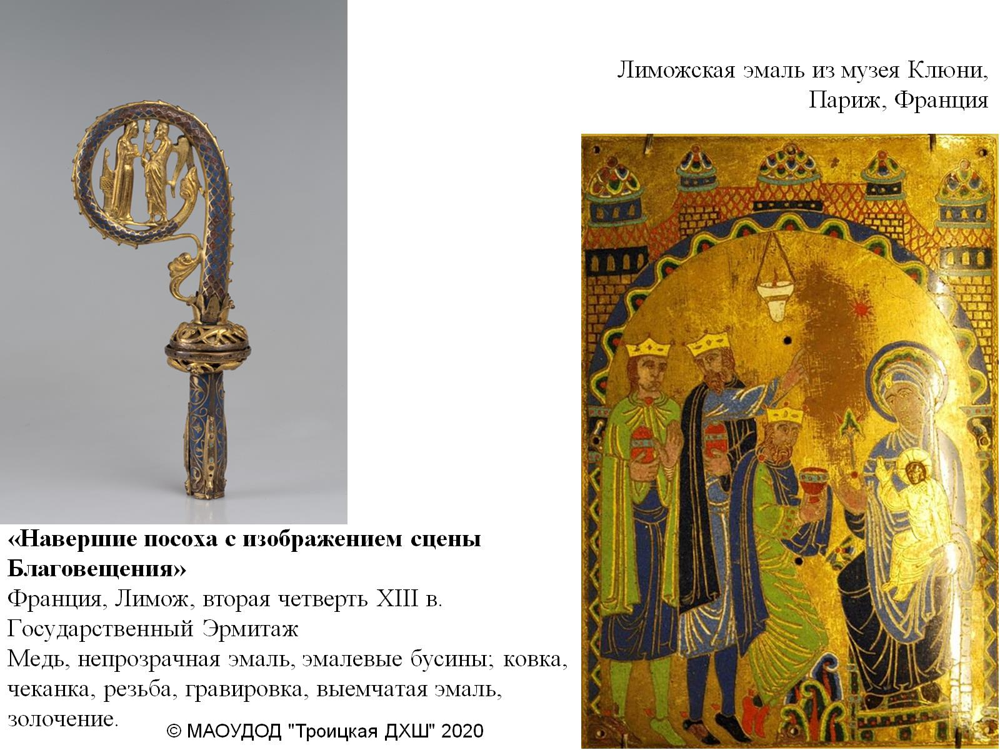 Лиможская эмаль из музея Клюни,
Париж, Франция
«Навершие посоха с изображением сцены
Благовещения»
Франция, Лимож, вторая четверть XIII в.
Государственный Эрмитаж
Медь, непрозрачная эмаль, эмалевые бусины; ковка,
чеканка, резьба, гравировка, выемчатая эмаль,
золочение.
© МАОУДОД "Троицкая ДХШ" 2020